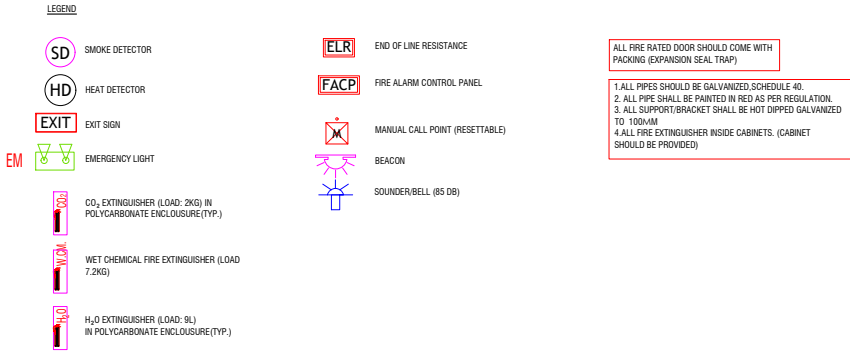 LEGEND
SD SMOKE DETECTOR
HD HEAT DETECTOR
EXIT EXIT SIGN
EM EMERGENCY LIGHT
CO₂ CO₂ EXTINGUISHER (LOAD: 2KG) IN
POLYCARBONATE ENCLOUSURE(TYP.)
W.CM. WET CHEMICAL FIRE EXTINGUISHER (LOAD
7.2KG)
H₂O H₂O EXTINGUISHER (LOAD: 9L)
IN POLYCARBONATE ENCLOUSURE(TYP.)
ELR END OF LINE RESISTANCE
FACP FIRE ALARM CONTROL PANEL
M MANUAL CALL POINT (RESETTABLE)
BEACON
SOUNDER/BELL (85 DB)
ALL FIRE RATED DOOR SHOULD COME WITH
PACKING (EXPANSION SEAL TRAP)
1.ALL PIPES SHOULD BE GALVANIZED,SCHEDULE 40.
2. ALL PIPE SHALL BE PAINTED IN RED AS PER REGULATION.
3. ALL SUPPORT/BRACKET SHALL BE HOT DIPPED GALVANIZED
TO 100MM
4.ALL FIRE EXTINGUISHER INSIDE CABINETS. (CABINET
SHOULD BE PROVIDED)